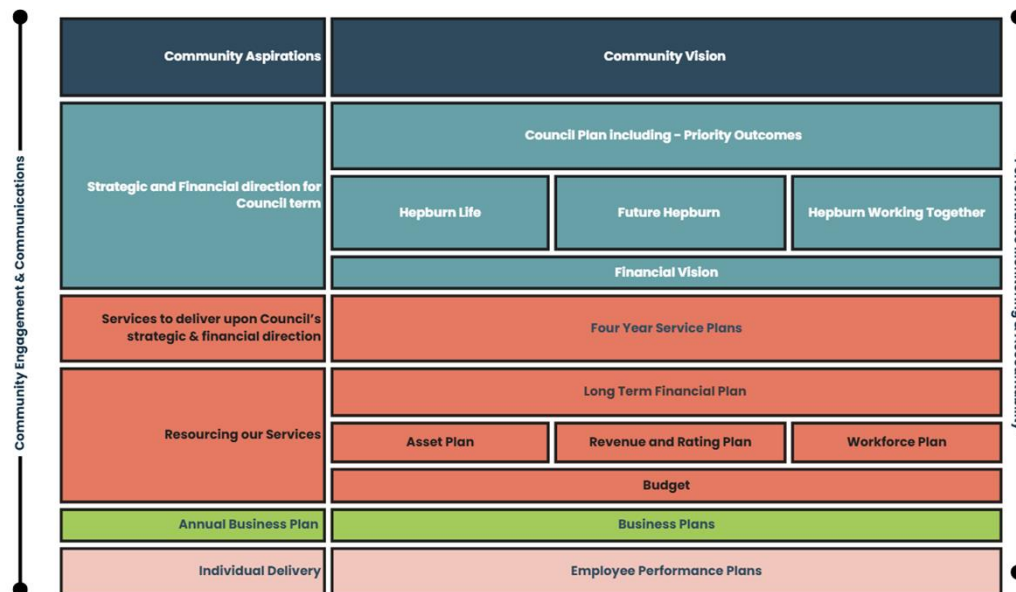 Community Engagement & Communications
Community Aspirations
Community Vision
Strategic and Financial direction for
Council term
Council Plan including - Priority Outcomes
Hepburn Life
Future Hepburn
Hepburn Working Together
Financial Vision
Services to deliver upon Council’s
strategic & financial direction
Four Year Service Plans
Resourcing our Services
Long Term Financial Plan
Asset Plan
Revenue and Rating Plan
Workforce Plan
Budget
Annual Business Plan
Business Plans
Individual Delivery
Employee Performance Plans